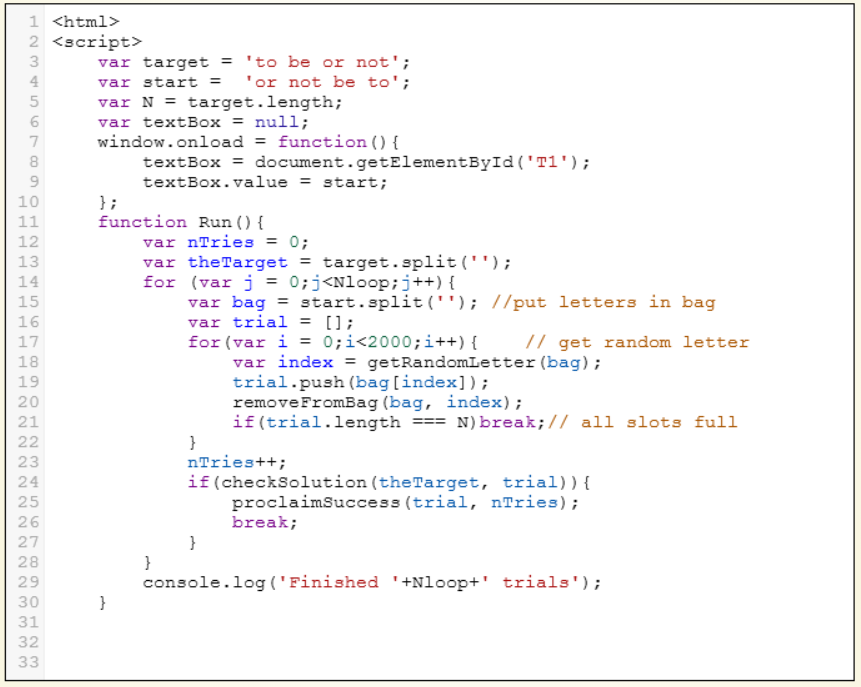 1 <html>
2 <script>
3     var target = 'to be or not';
4     var start =  'or not be to';
5     var N = target.length;
6     var textBox = null;
7     window.onload = function(){
8         textBox = document.getElementById('T1');
9         textBox.value = start;
10     };
11     function Run(){
12         var nTries = 0;
13         var theTarget = target.split('');
14         for (var j = 0;j<Nloop;j++){
15             var bag = start.split(''); //put letters in bag
16             var trial = [];
17             for(var i = 0;i<2000;i++){    // get random letter
18                 var index = getRandomLetter(bag);
19                 trial.push(bag[index]);
20                 removeFromBag(bag, index);
21                 if(trial.length === N)break;// all slots full
22             }
23             nTries++;
24             if(checkSolution(theTarget, trial)){
25                 proclaimSuccess(trial, nTries);
26                 break;
27             }
28         }
29         console.log('Finished '+Nloop+' trials');
30     }
31
32
33